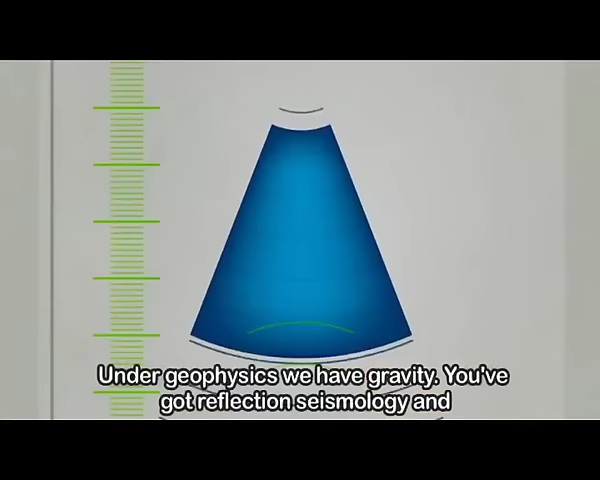 Under geophysics we have gravity. You've
got reflection seismology and